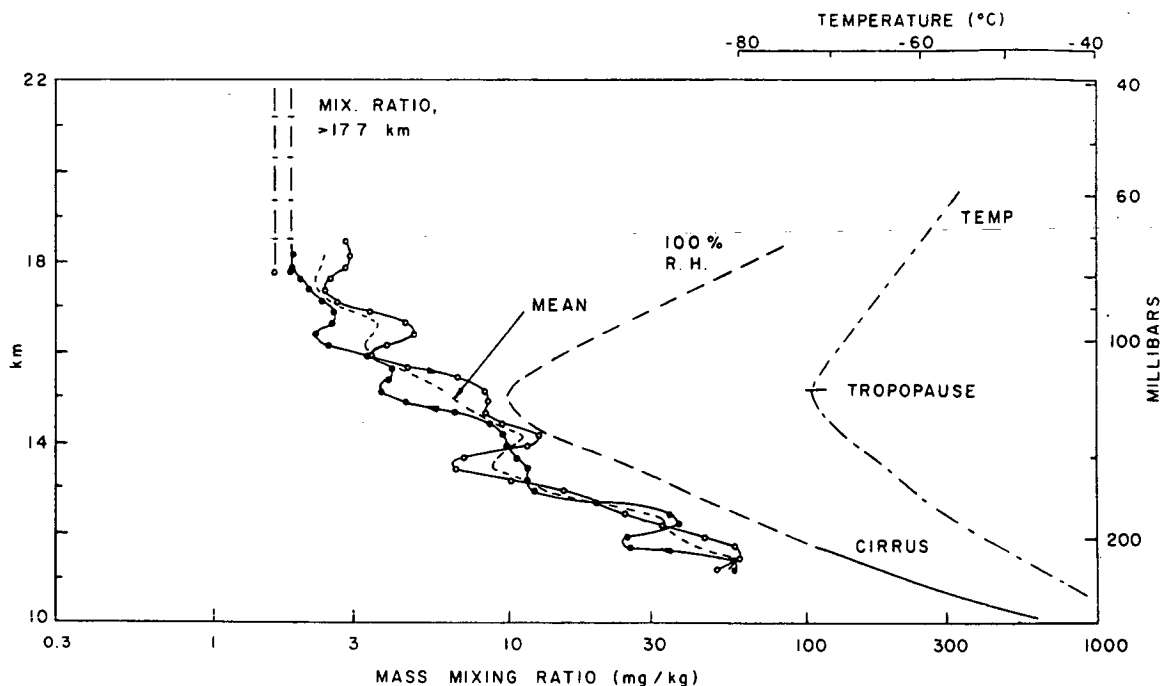 TEMPERATURE (°C)
-80 -60 -40
22
18
14
10
km
MIX. RATIO,
>17.7 km
100%
R. H.
MEAN
TEMP
TROPOPAUSE
CIRRUS
40
60
100
200
MILLIBARS
0.3 1 3 10 30 100 300 1000
MASS MIXING RATIO (mg/kg)